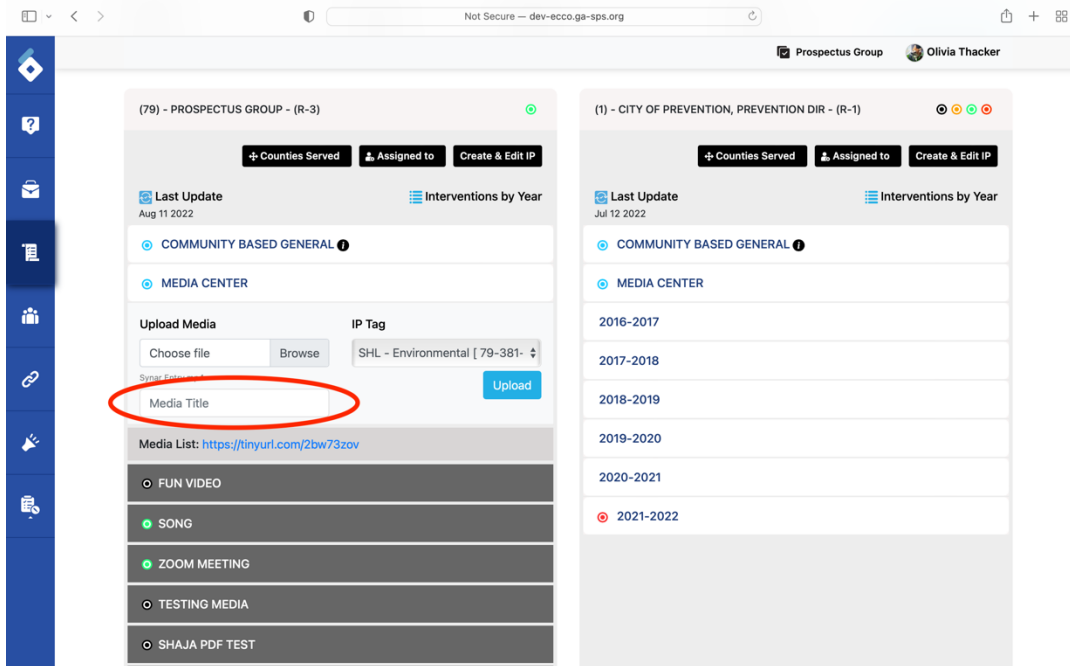 Not Secure — dev-ecco.ga-sps.org
Prospectus Group
Olivia Thacker
(79) - PROSPECTUS GROUP - (R-3)
Counties Served
Assigned to
Create & Edit IP
Last Update
Interventions by Year
Aug 11 2022
COMMUNITY BASED GENERAL
MEDIA CENTER
Upload Media
IP Tag
Choose file
Browse
SHL - Environmental [ 79-381-
Synar Entry
Upload
Media Title
Media List: https://tinyurl.com/2bw73zov
FUN VIDEO
SONG
ZOOM MEETING
TESTING MEDIA
SHAJA PDF TEST
(1) - CITY OF PREVENTION, PREVENTION DIR - (R-1)
Counties Served
Assigned to
Create & Edit IP
Last Update
Interventions by Year
Jul 12 2022
COMMUNITY BASED GENERAL
MEDIA CENTER
2016-2017
2017-2018
2018-2019
2019-2020
2020-2021
2021-2022